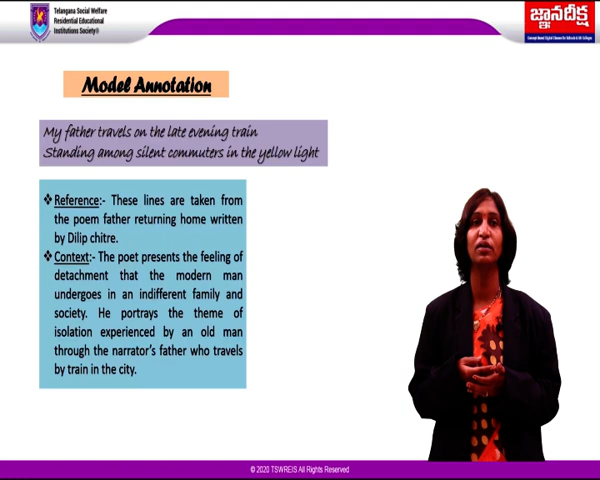 Telangana Social Welfare
Residential Educational
Institutions Society®
జ్ఞానదీక్ష
Model Annotation
My father travels on the late evening train
Standing among silent commuters in the yellow light
❖Reference:- These lines are taken from
the poem father returning home written
by Dilip chitre.
❖Context:- The poet presents the feeling of
detachment that the modern man
undergoes in an indifferent family and
society. He portrays the theme of
isolation experienced by an old man
through the narrator's father who travels
by train in the city.
© 2020 TSWREIS All Rights Reserved